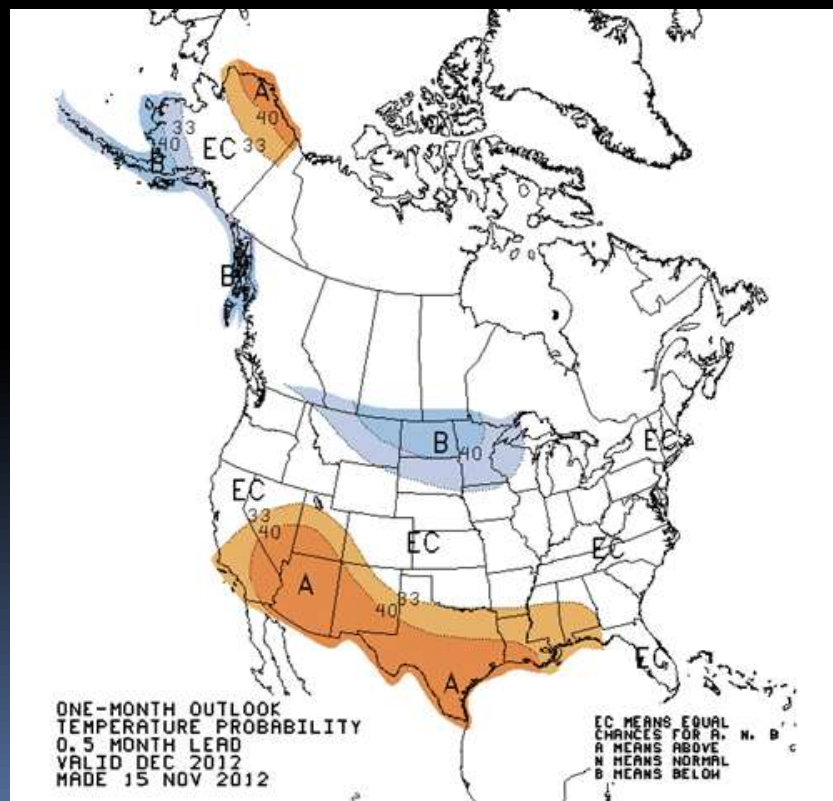 A
40
33
33
40
EC
B
B
B
40
EC
EC
33
40
EC
EC
A
33
40
EC
A
ONE-MONTH OUTLOOK
TEMPERATURE PROBABILITY
0.5 MONTH LEAD
VALID DEC 2012
MADE 15 NOV 2012
EC MEANS EQUAL
CHANCES FOR A, N, B
A MEANS ABOVE
N MEANS NORMAL
B MEANS BELOW